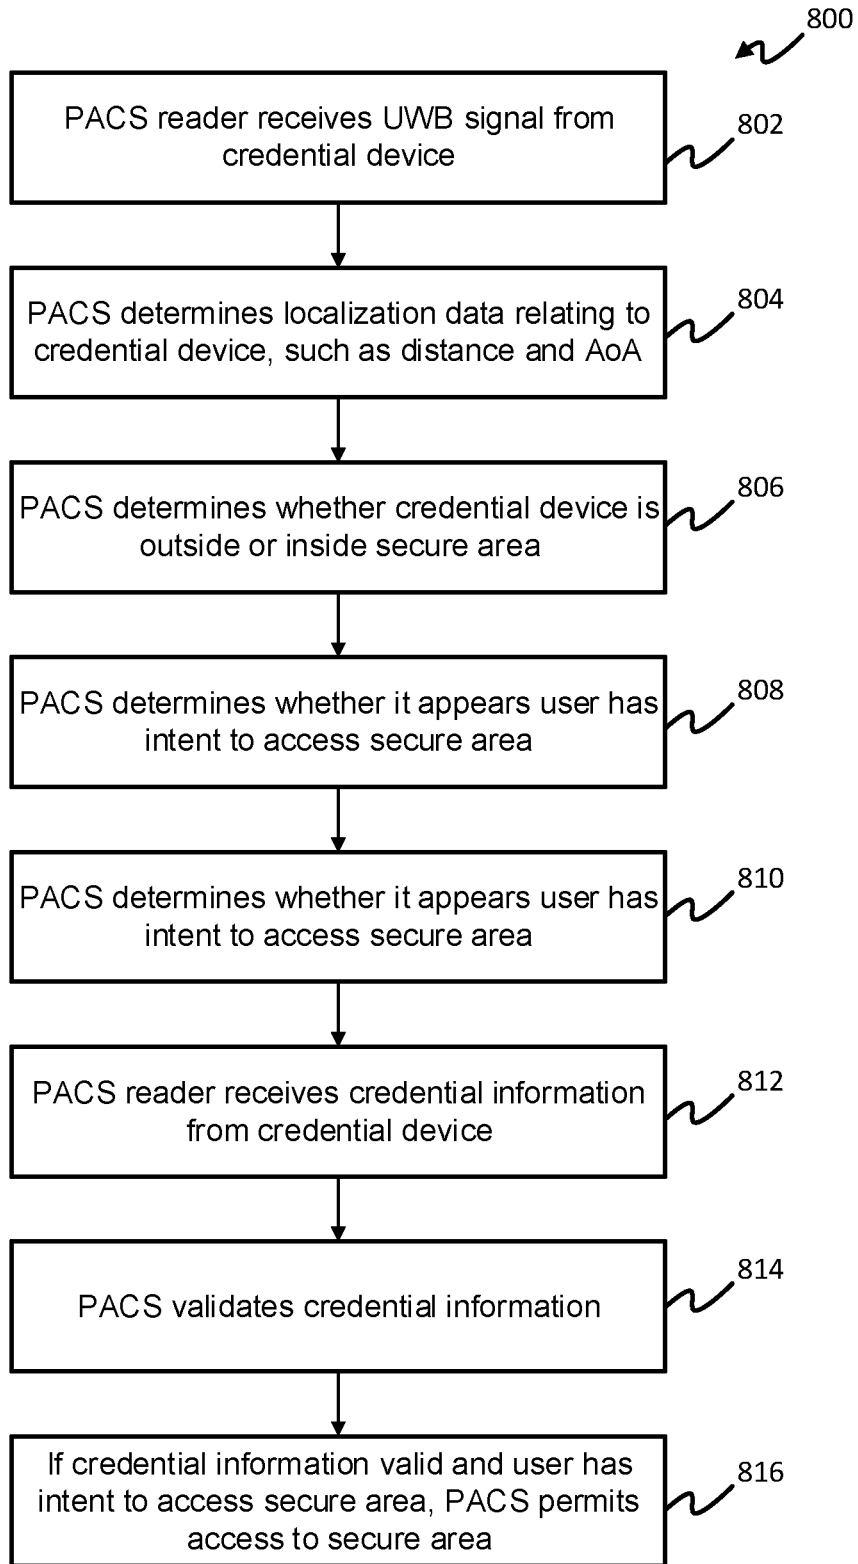 800
PACS reader receives UWB signal from
credential device
802
PACS determines localization data relating to
credential device, such as distance and AoA
804
PACS determines whether credential device is
outside or inside secure area
806
PACS determines whether it appears user has
intent to access secure area
808
PACS determines whether it appears user has
intent to access secure area
810
PACS reader receives credential information
from credential device
812
PACS validates credential information
814
If credential information valid and user has
intent to access secure area, PACS permits
access to secure area
816